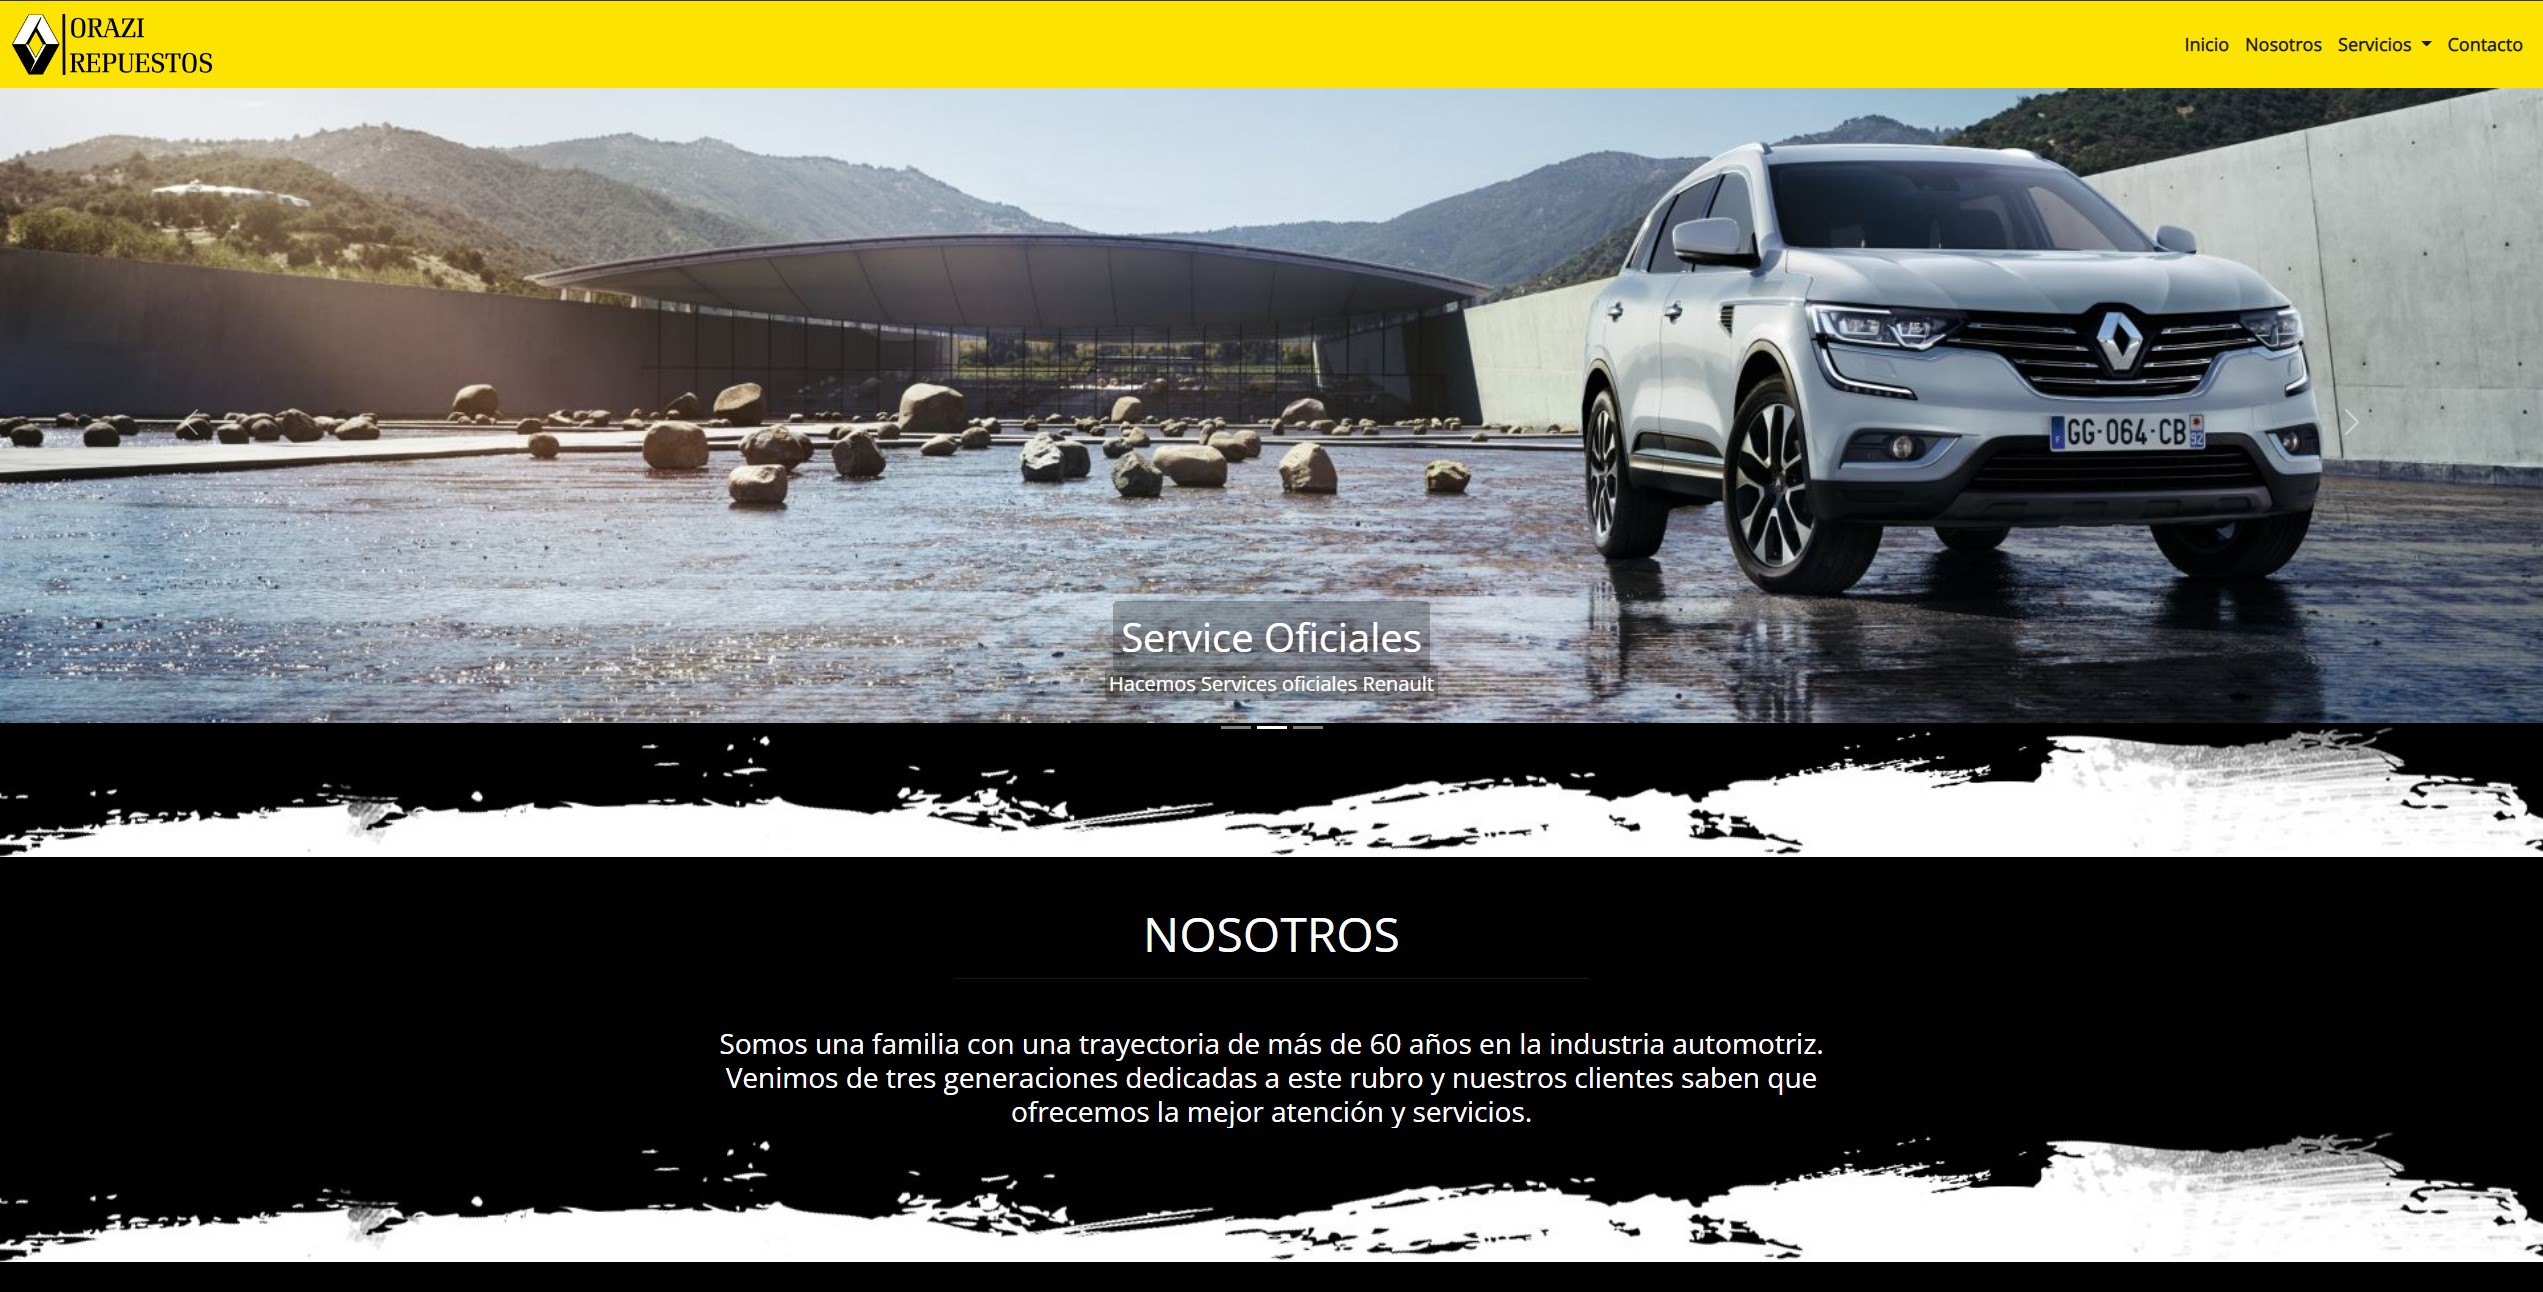 ORAZI
REPUESTOS
Inicio Nosotros Servicios Contacto
GG-064-CB
F 92
Service Oficiales
Hacemos Services oficiales Renault
NOSOTROS
Somos una familia con una trayectoria de más de 60 años en la industria automotriz.
Venimos de tres generaciones dedicadas a este rubro y nuestros clientes saben que
ofrecemos la mejor atención y servicios.